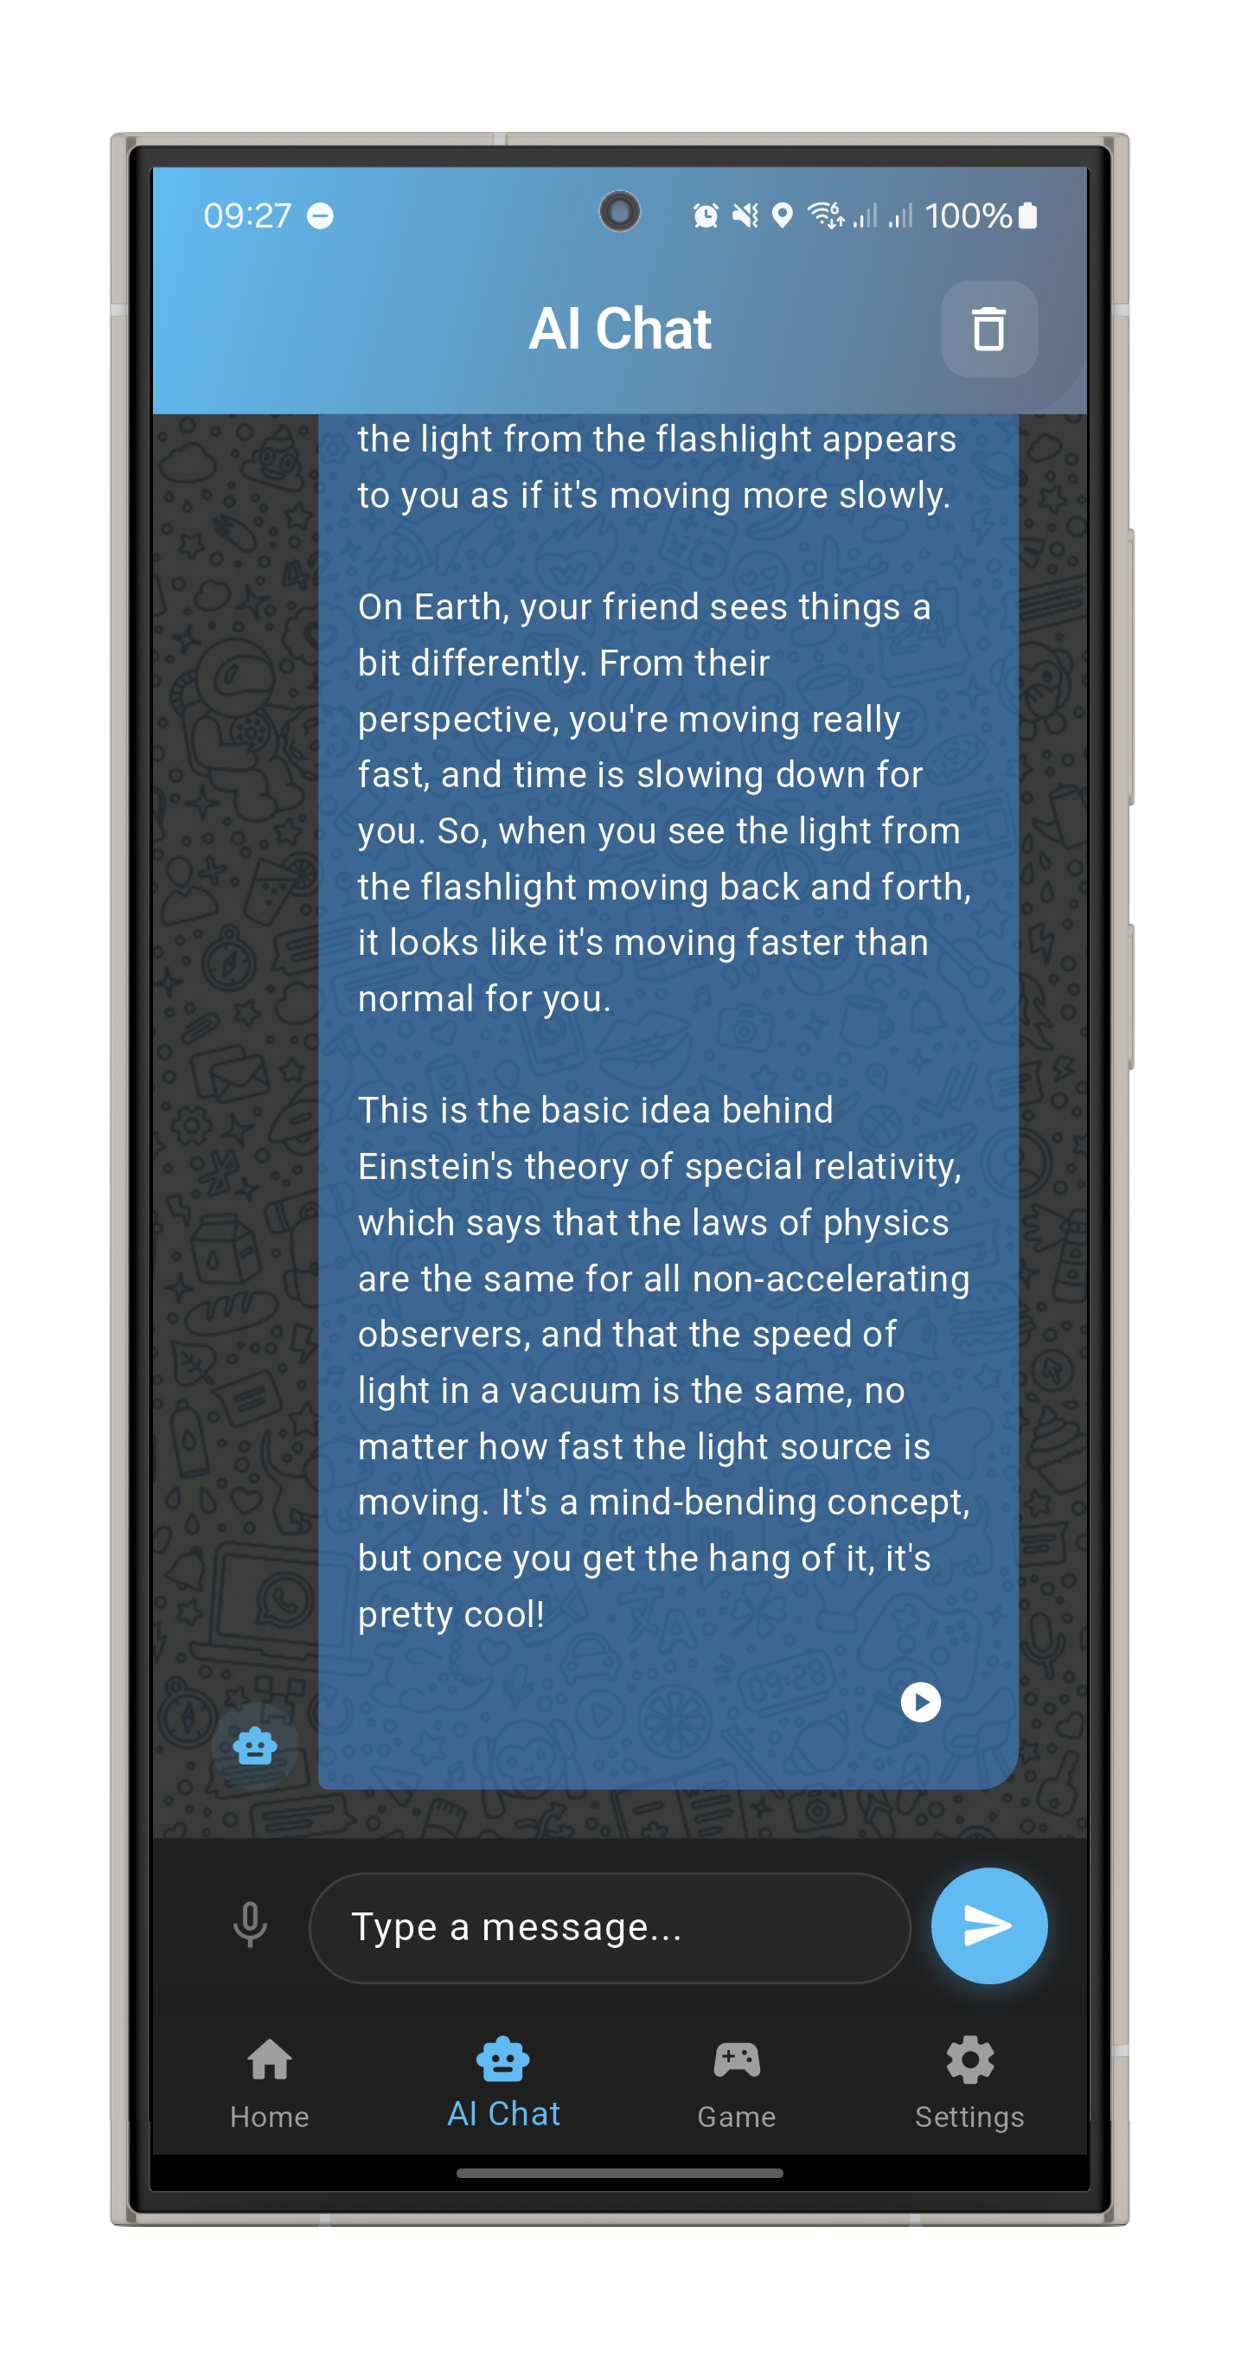 09:27
100%
AI Chat
the light from the flashlight appears
to you as if it's moving more slowly.
On Earth, your friend sees things a
bit differently. From their
perspective, you're moving really
fast, and time is slowing down for
you. So, when you see the light from
the flashlight moving back and forth,
it looks like it's moving faster than
normal for you.
This is the basic idea behind
Einstein's theory of special relativity,
which says that the laws of physics
are the same for all non-accelerating
observers, and that the speed of
light in a vacuum is the same, no
matter how fast the light source is
moving. It's a mind-bending concept,
but once you get the hang of it, it's
pretty cool!
09:28
Type a message...
Home
AI Chat
Game
Settings